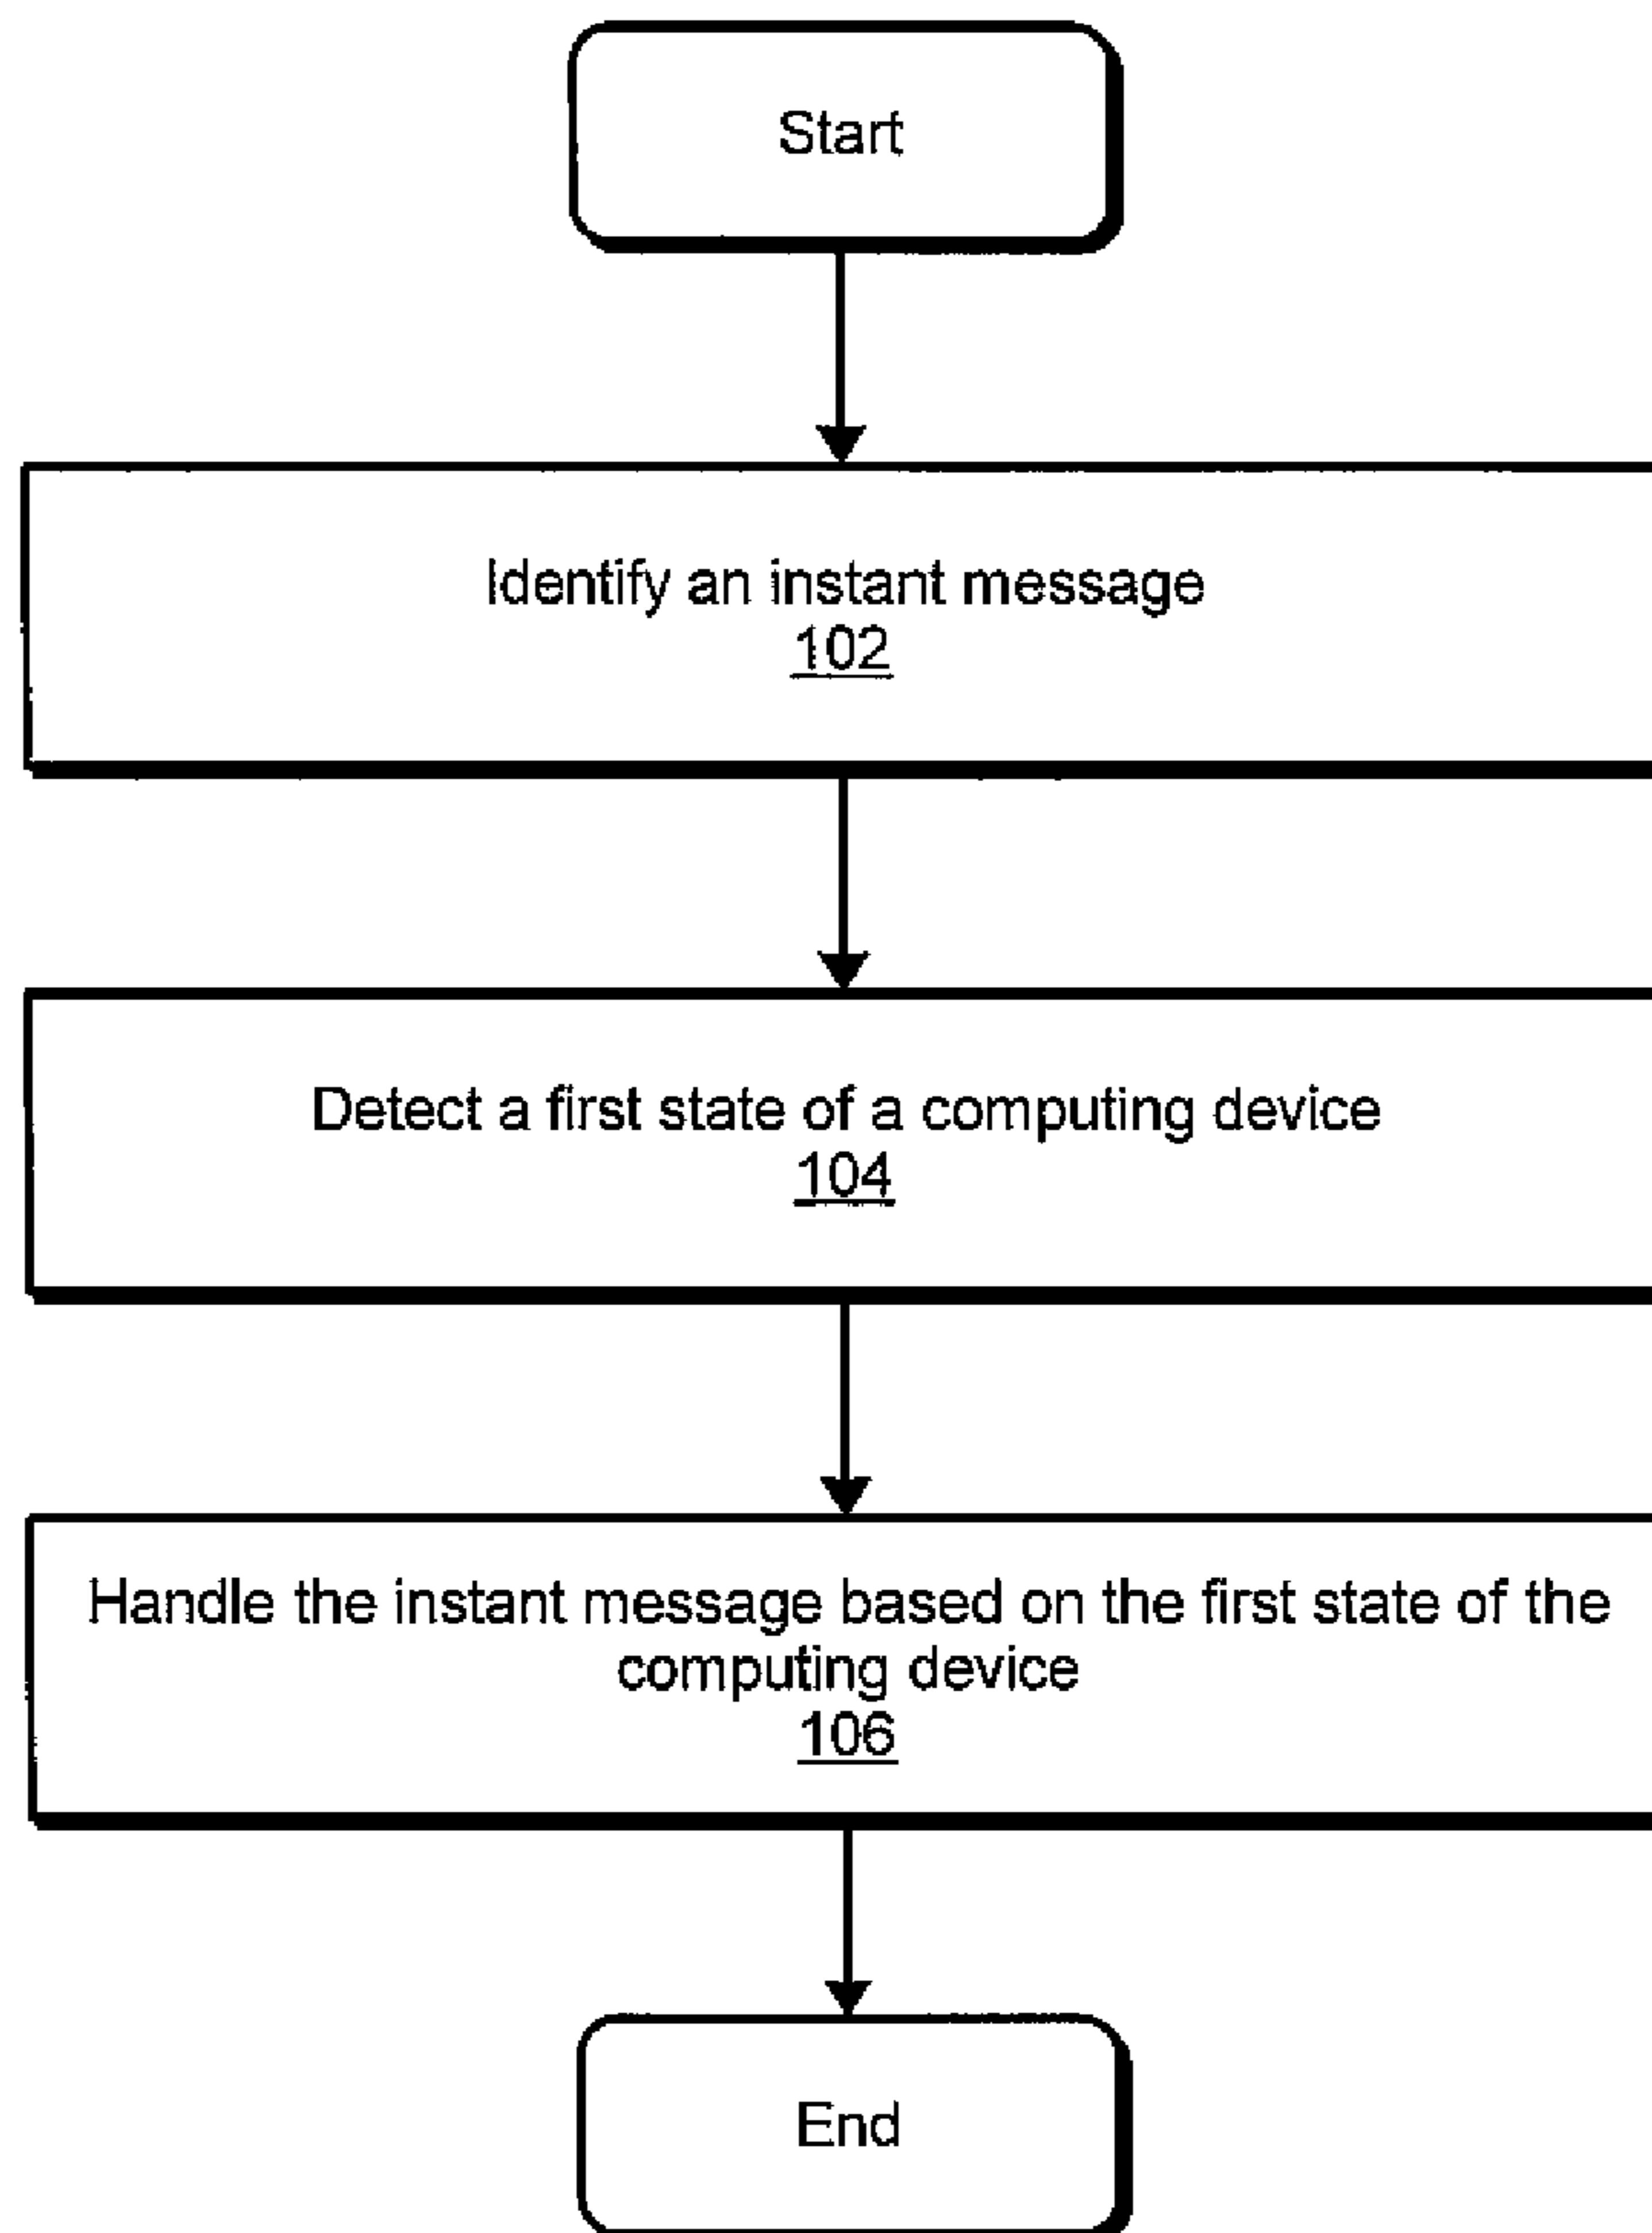 Start
Identify an instant message
102
Detect a first state of a computing device
104
Handle the instant message based on the first state of the
computing device
106
End